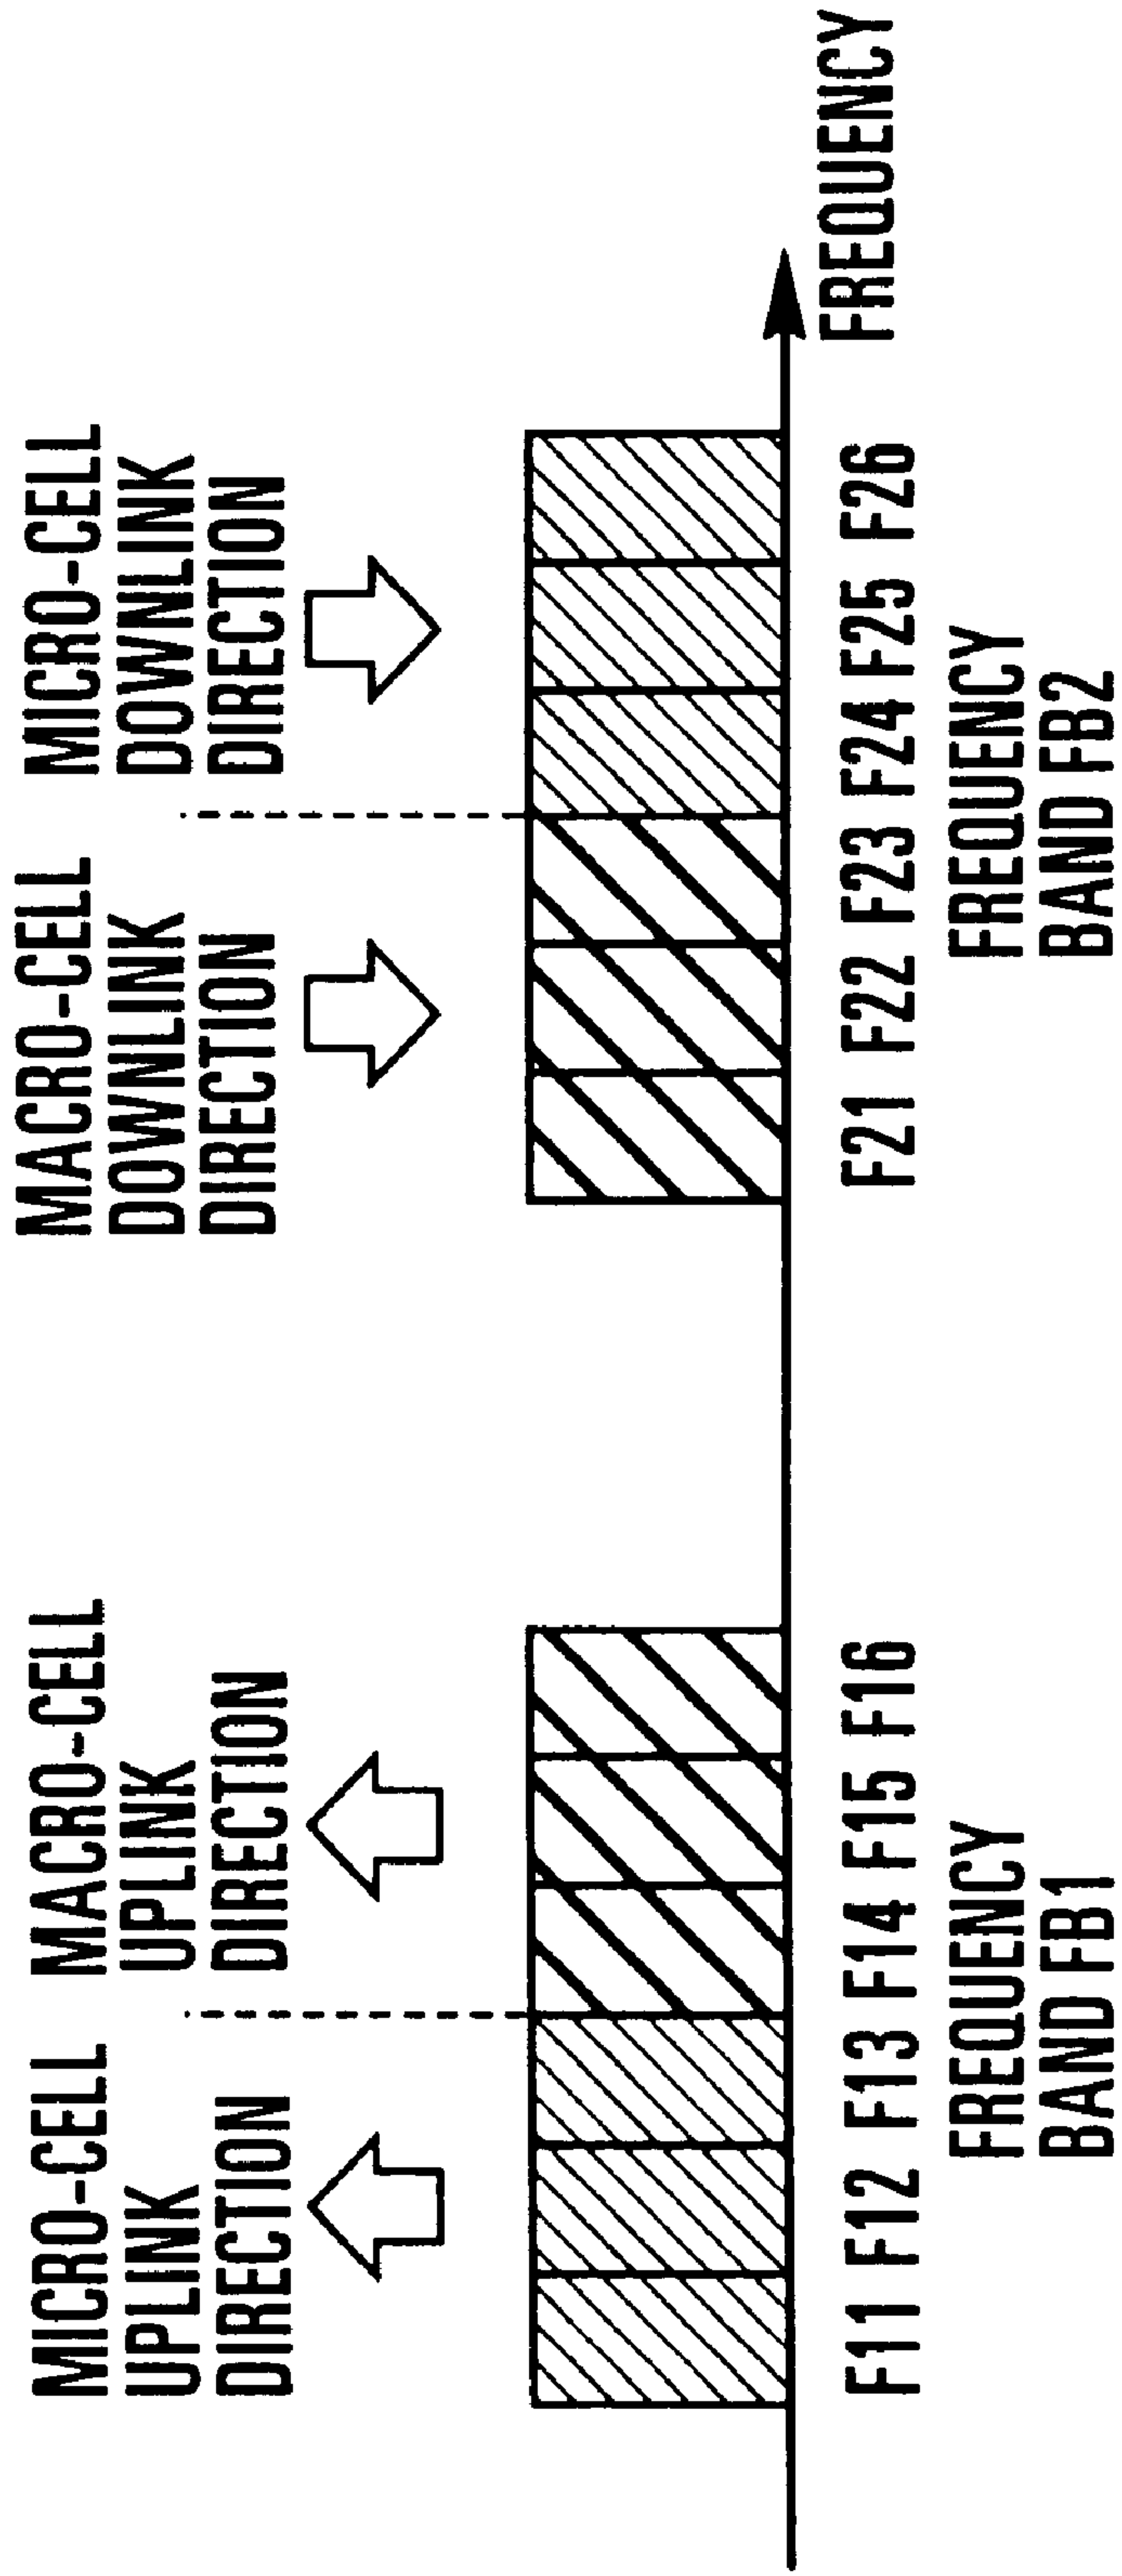 MICRO-CELL
UPLINK
DIRECTION
MACRO-CELL
UPLINK
DIRECTION
MACRO-CELL
DOWNLINK
DIRECTION
MICRO-CELL
DOWNLINK
DIRECTION
F11 F12 F13 F14 F15 F16
FREQUENCY
BAND FB1
F21 F22 F23 F24 F25 F26
FREQUENCY
BAND FB2
FREQUENCY